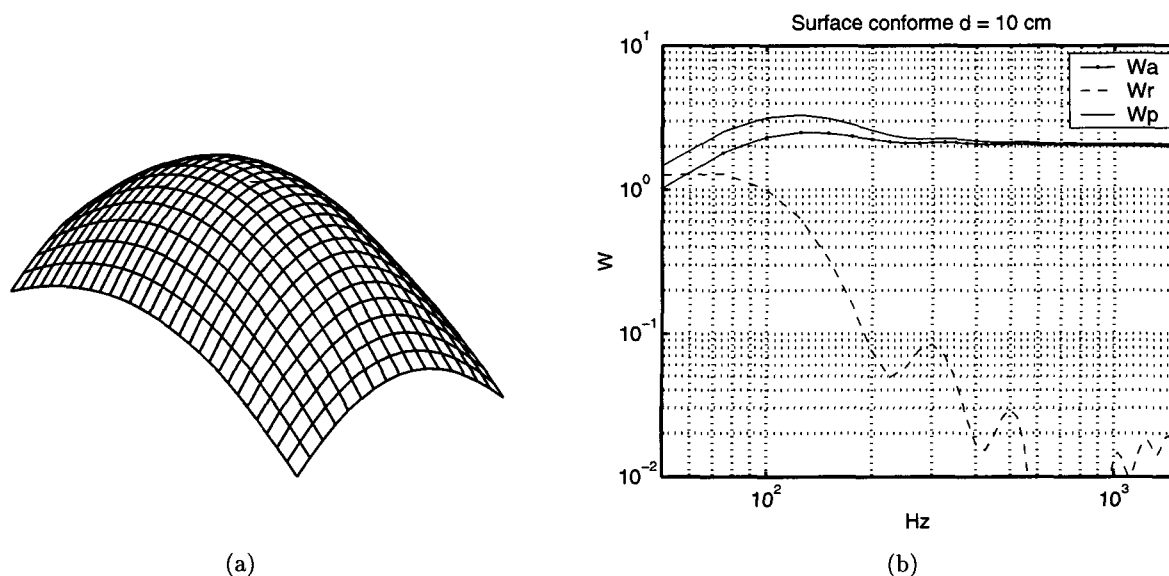 Surface conforme d = 10 cm
10¹
Wa
Wr
Wp
10⁰
W
10⁻¹
10⁻²
10²
10³
Hz
(a)
(b)